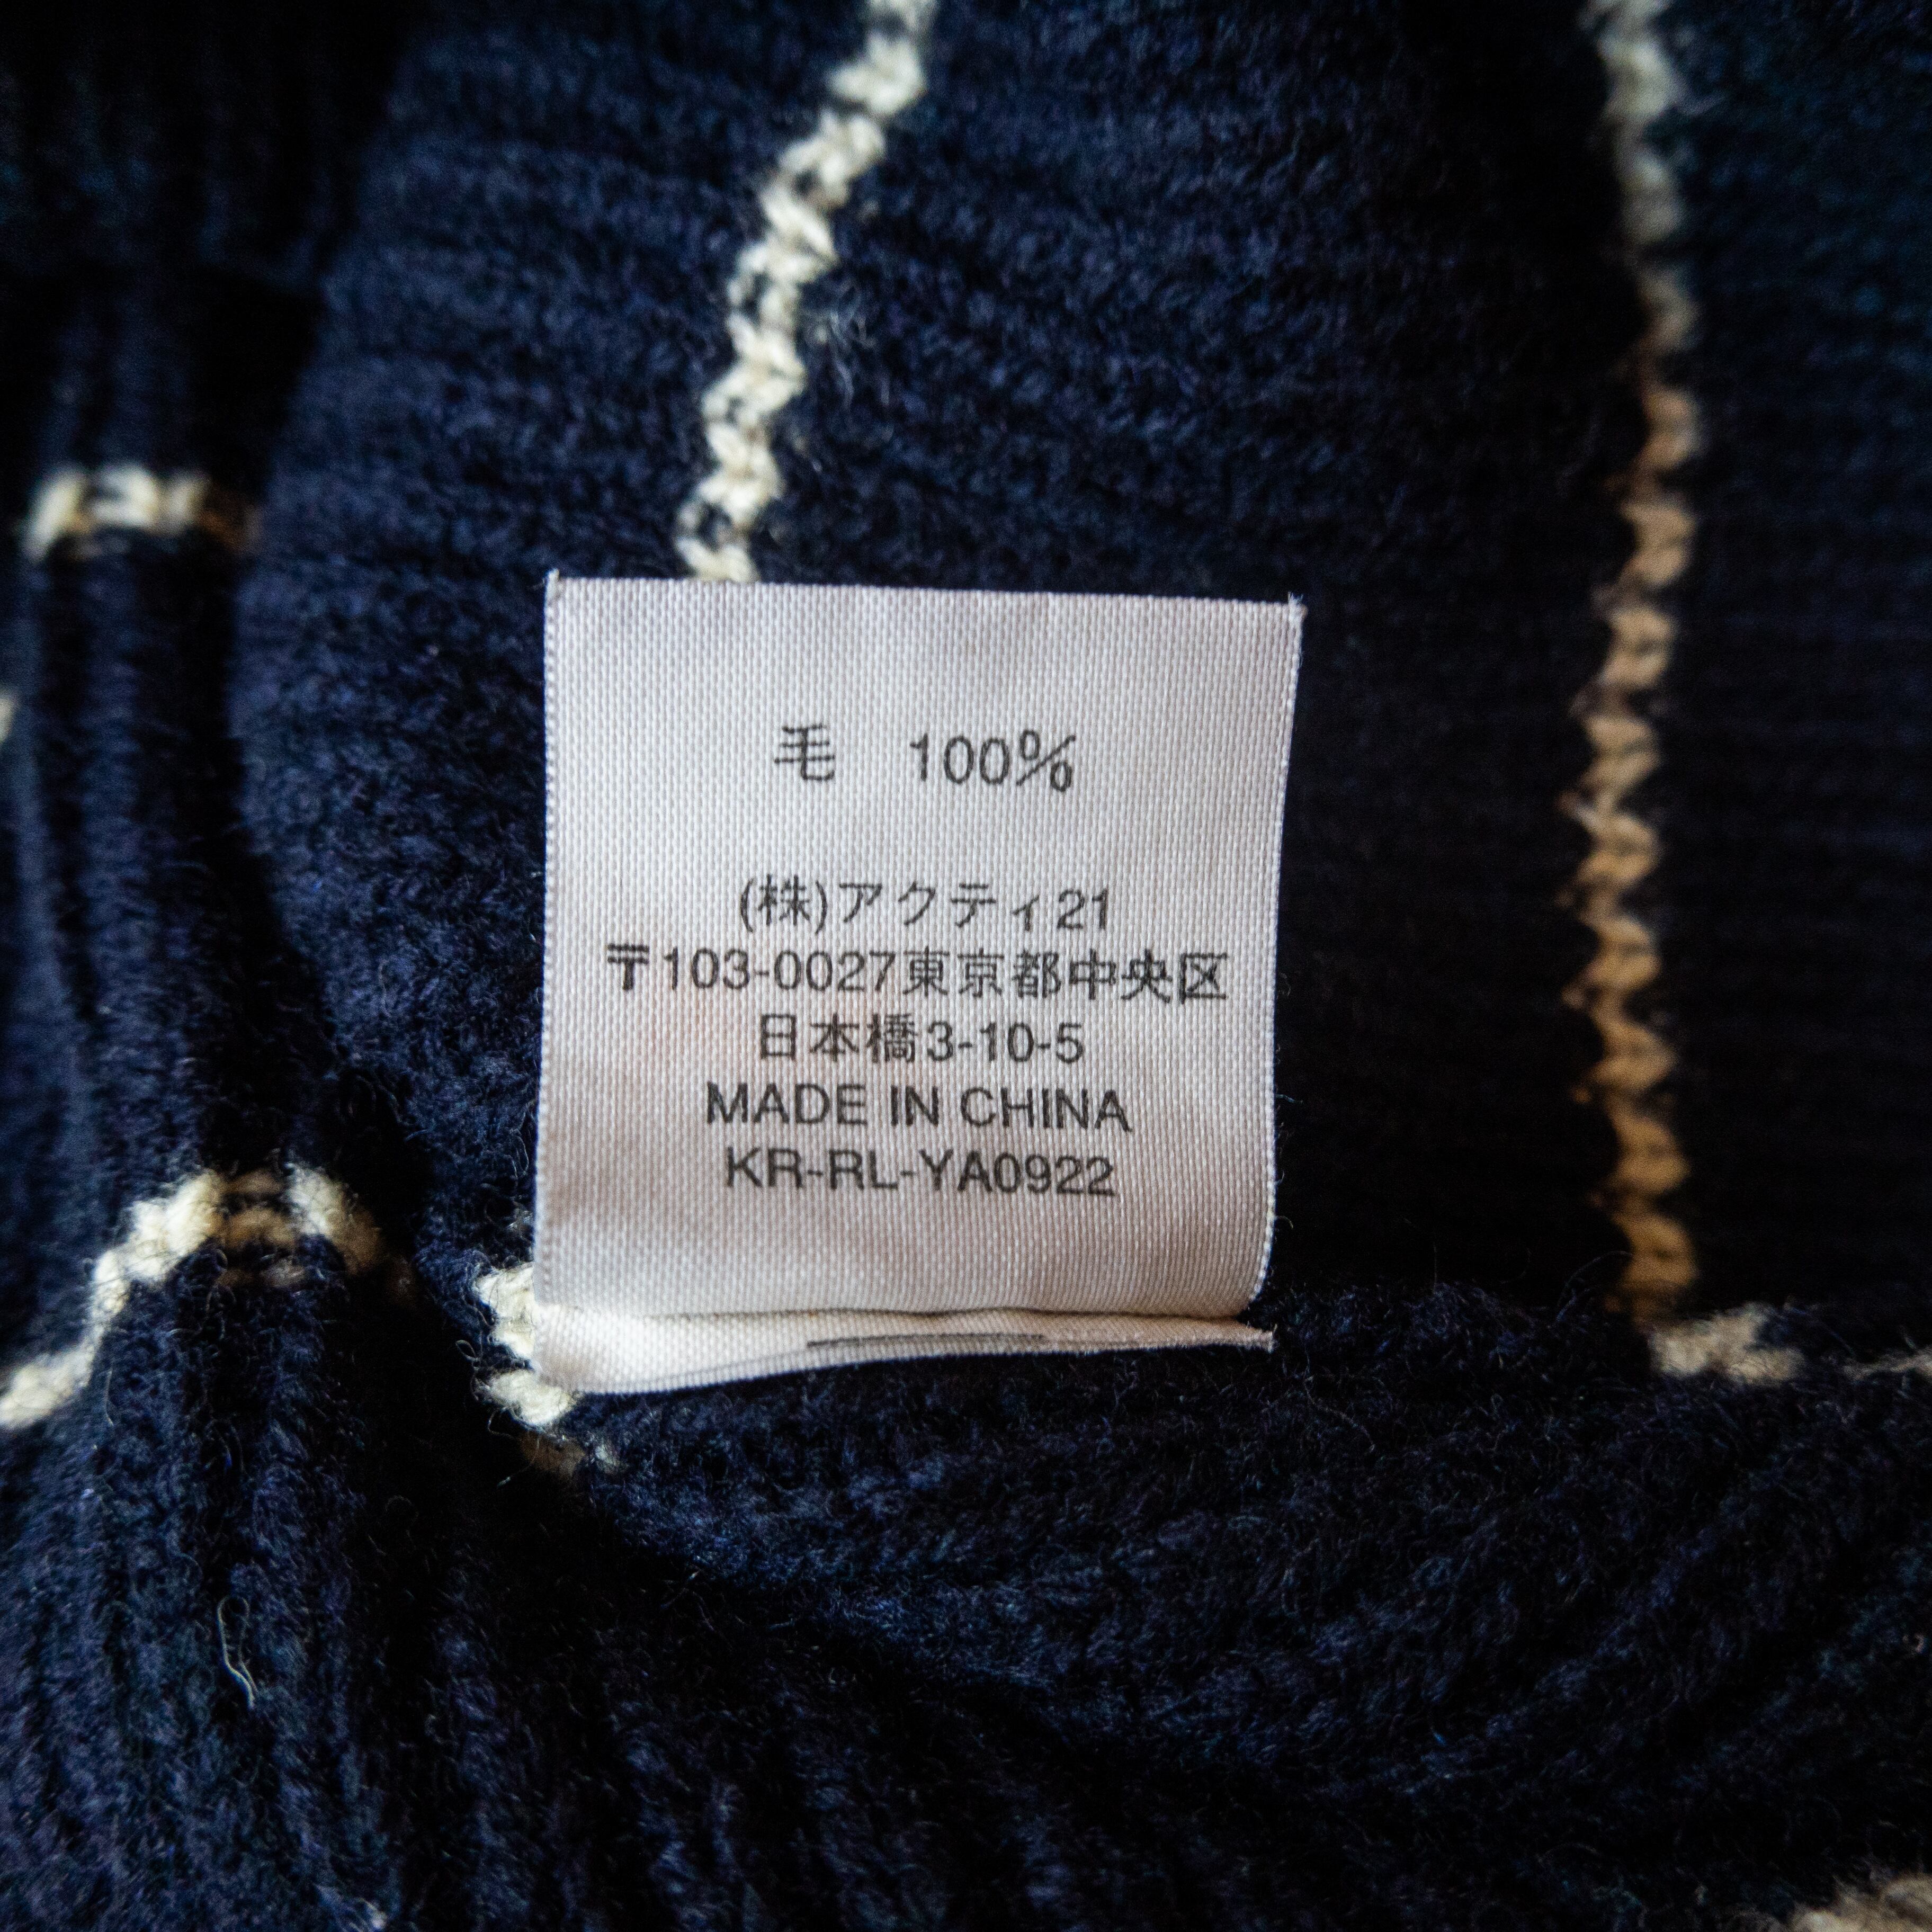 毛 100%
(株)アクティ21
〒103-0027東京都中央区
日本橋3-10-5
MADE IN CHINA
KR-RL-YA0922